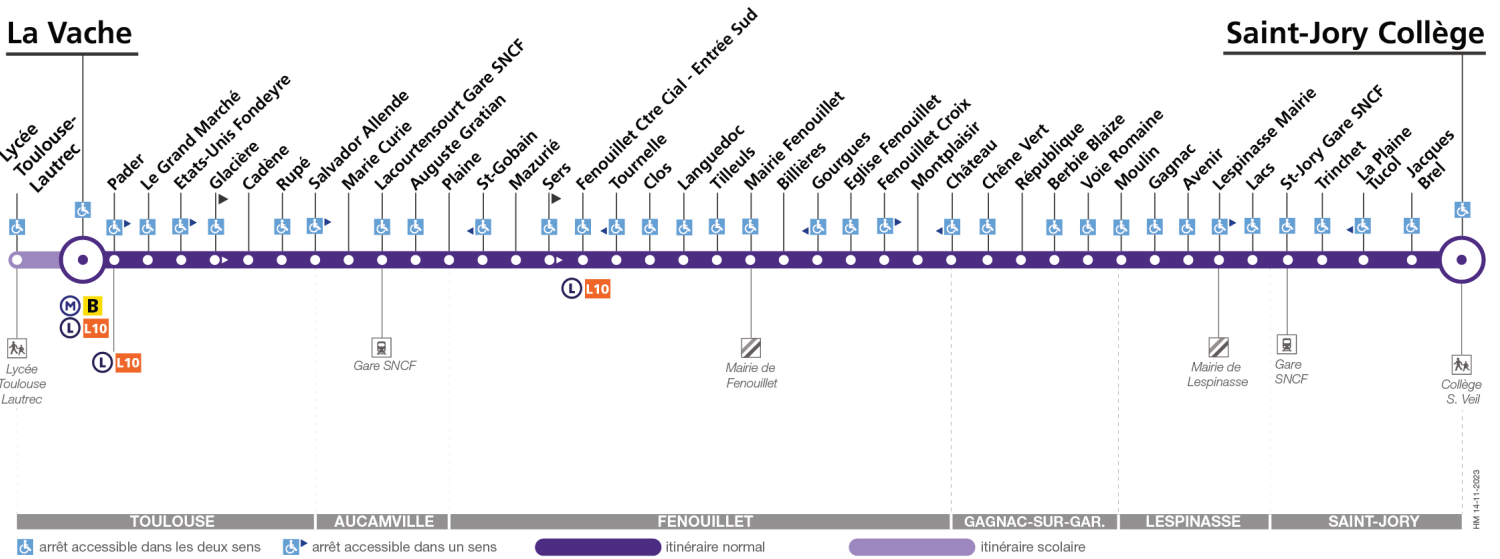 La Vache
Saint-Jory Collège
Lycée
Toulouse-
Lautrec
Pader
Le Grand Marché
Etats-Unis Fondeyre
Glacière
Cadène
Rupé
Salvador Allende
Marie Curie
Lacourtensourt Gare SNCF
Auguste Gratian
Plaine
St-Gobain
Mazurié
Sers
Fenouillet Ctre Cial - Entrée Sud
Tournelle
Clos
Languedoc
Tilleuls
Mairie Fenouillet
Billières
Gourgues
Eglise Fenouillet
Fenouillet Croix
Montplaisir
Château
Chêne Vert
République
Berbie Blaize
Voie Romaine
Moulin
Gagnac
Avenir
Lespinasse Mairie
Lacs
St-Jory Gare SNCF
Trinchet
La Plaine
Tucol
Jacques
Brel
M B
L L10
L L10
L L10
Lycée
Toulouse
Lautrec
Gare SNCF
Mairie de
Fenouillet
Mairie de
Lespinasse
Gare
SNCF
Collège
S. Veil
HM 14-11-2023
TOULOUSE
AUCAMVILLE
FENOUILLET
GAGNAC-SUR-GAR.
LESPINASSE
SAINT-JORY
arrêt accessible dans les deux sens
arrêt accessible dans un sens
itinéraire normal
itinéraire scolaire